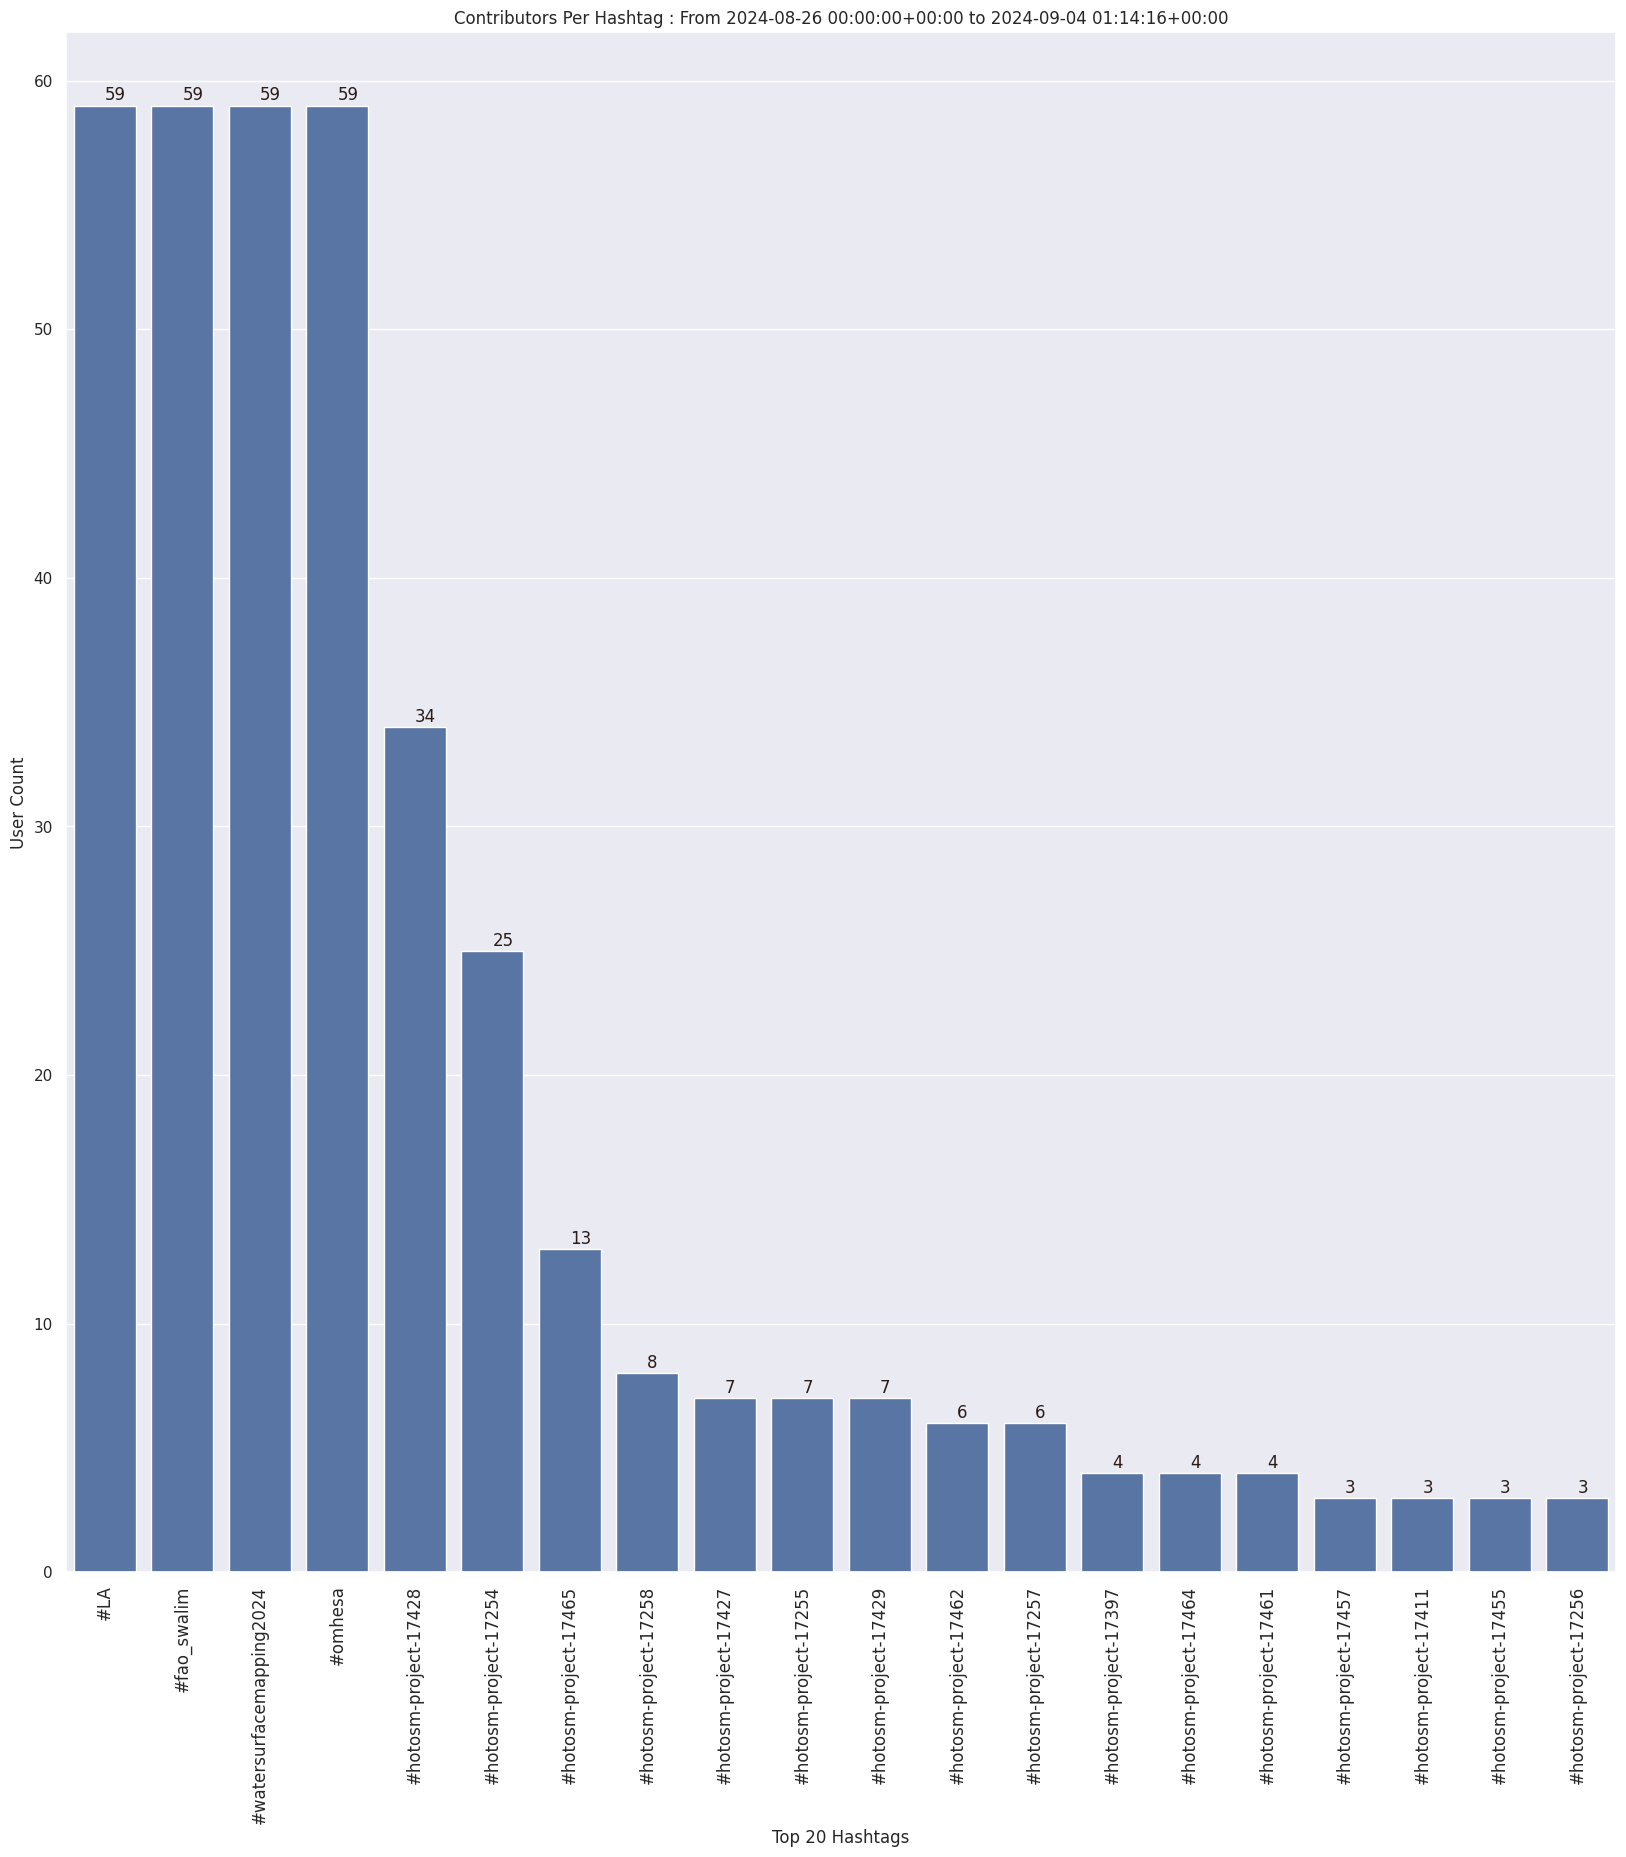 Contributors Per Hashtag : From 2024-08-26 00:00:00+00:00 to 2024-09-04 01:14:16+00:00
User Count
60
50
40
30
20
10
0
59
59
59
59
34
25
13
8
7
7
7
6
6
4
4
4
3
3
3
3
#LA
#fao_swalim
#watersurfacemapping2024
#omhesa
#hotosm-project-17428
#hotosm-project-17254
#hotosm-project-17465
#hotosm-project-17258
#hotosm-project-17427
#hotosm-project-17255
#hotosm-project-17429
#hotosm-project-17462
#hotosm-project-17257
#hotosm-project-17397
#hotosm-project-17464
#hotosm-project-17461
#hotosm-project-17457
#hotosm-project-17411
#hotosm-project-17455
#hotosm-project-17256
Top 20 Hashtags